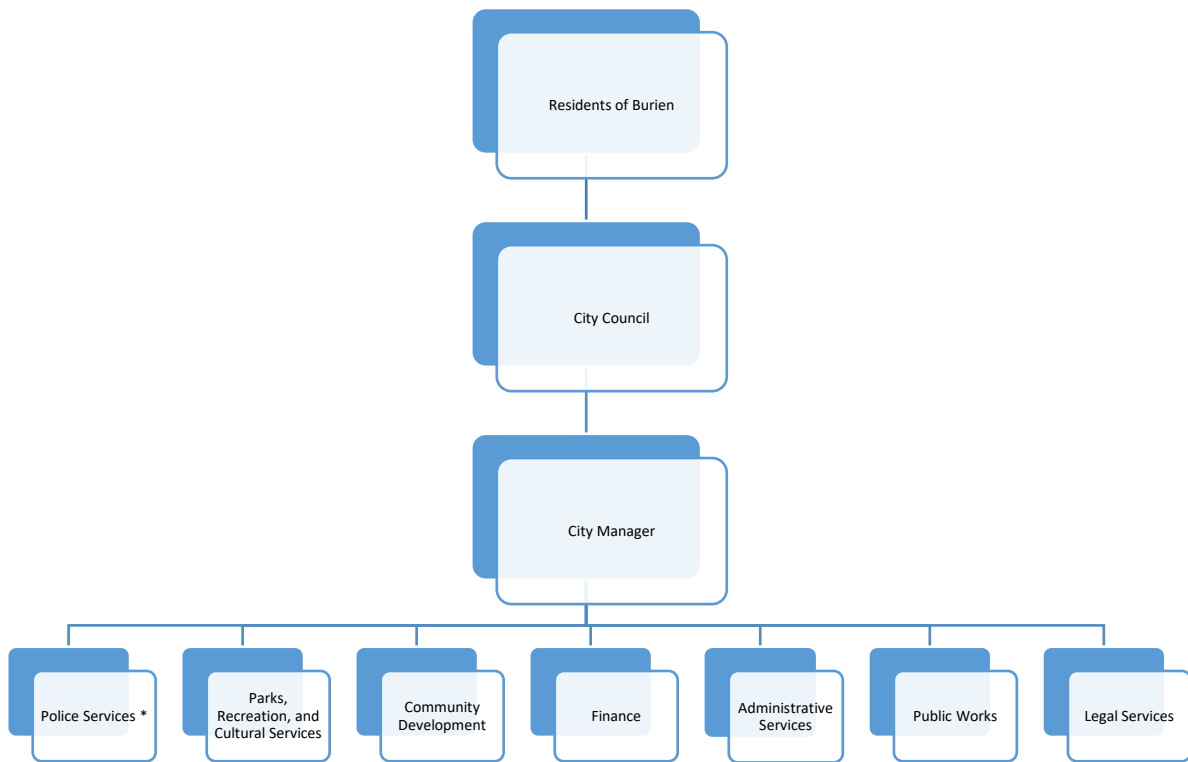 Residents of Burien
City Council
City Manager
Police Services *
Parks,
Recreation, and
Cultural Services
Community
Development
Finance
Administrative
Services
Public Works
Legal Services